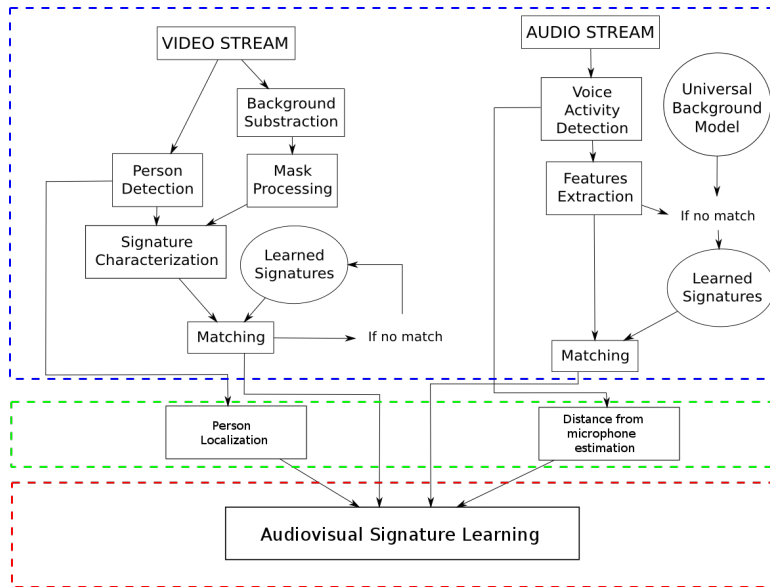 VIDEO STREAM
AUDIO STREAM
Background
Substraction
Voice
Activity
Detection
Universal
Background
Model
Person
Detection
Mask
Processing
Features
Extraction
If no match
Signature
Characterization
Learned
Signatures
Learned
Signatures
Matching
If no match
Matching
Person
Localization
Distance from
microphone
estimation
Audiovisual Signature Learning